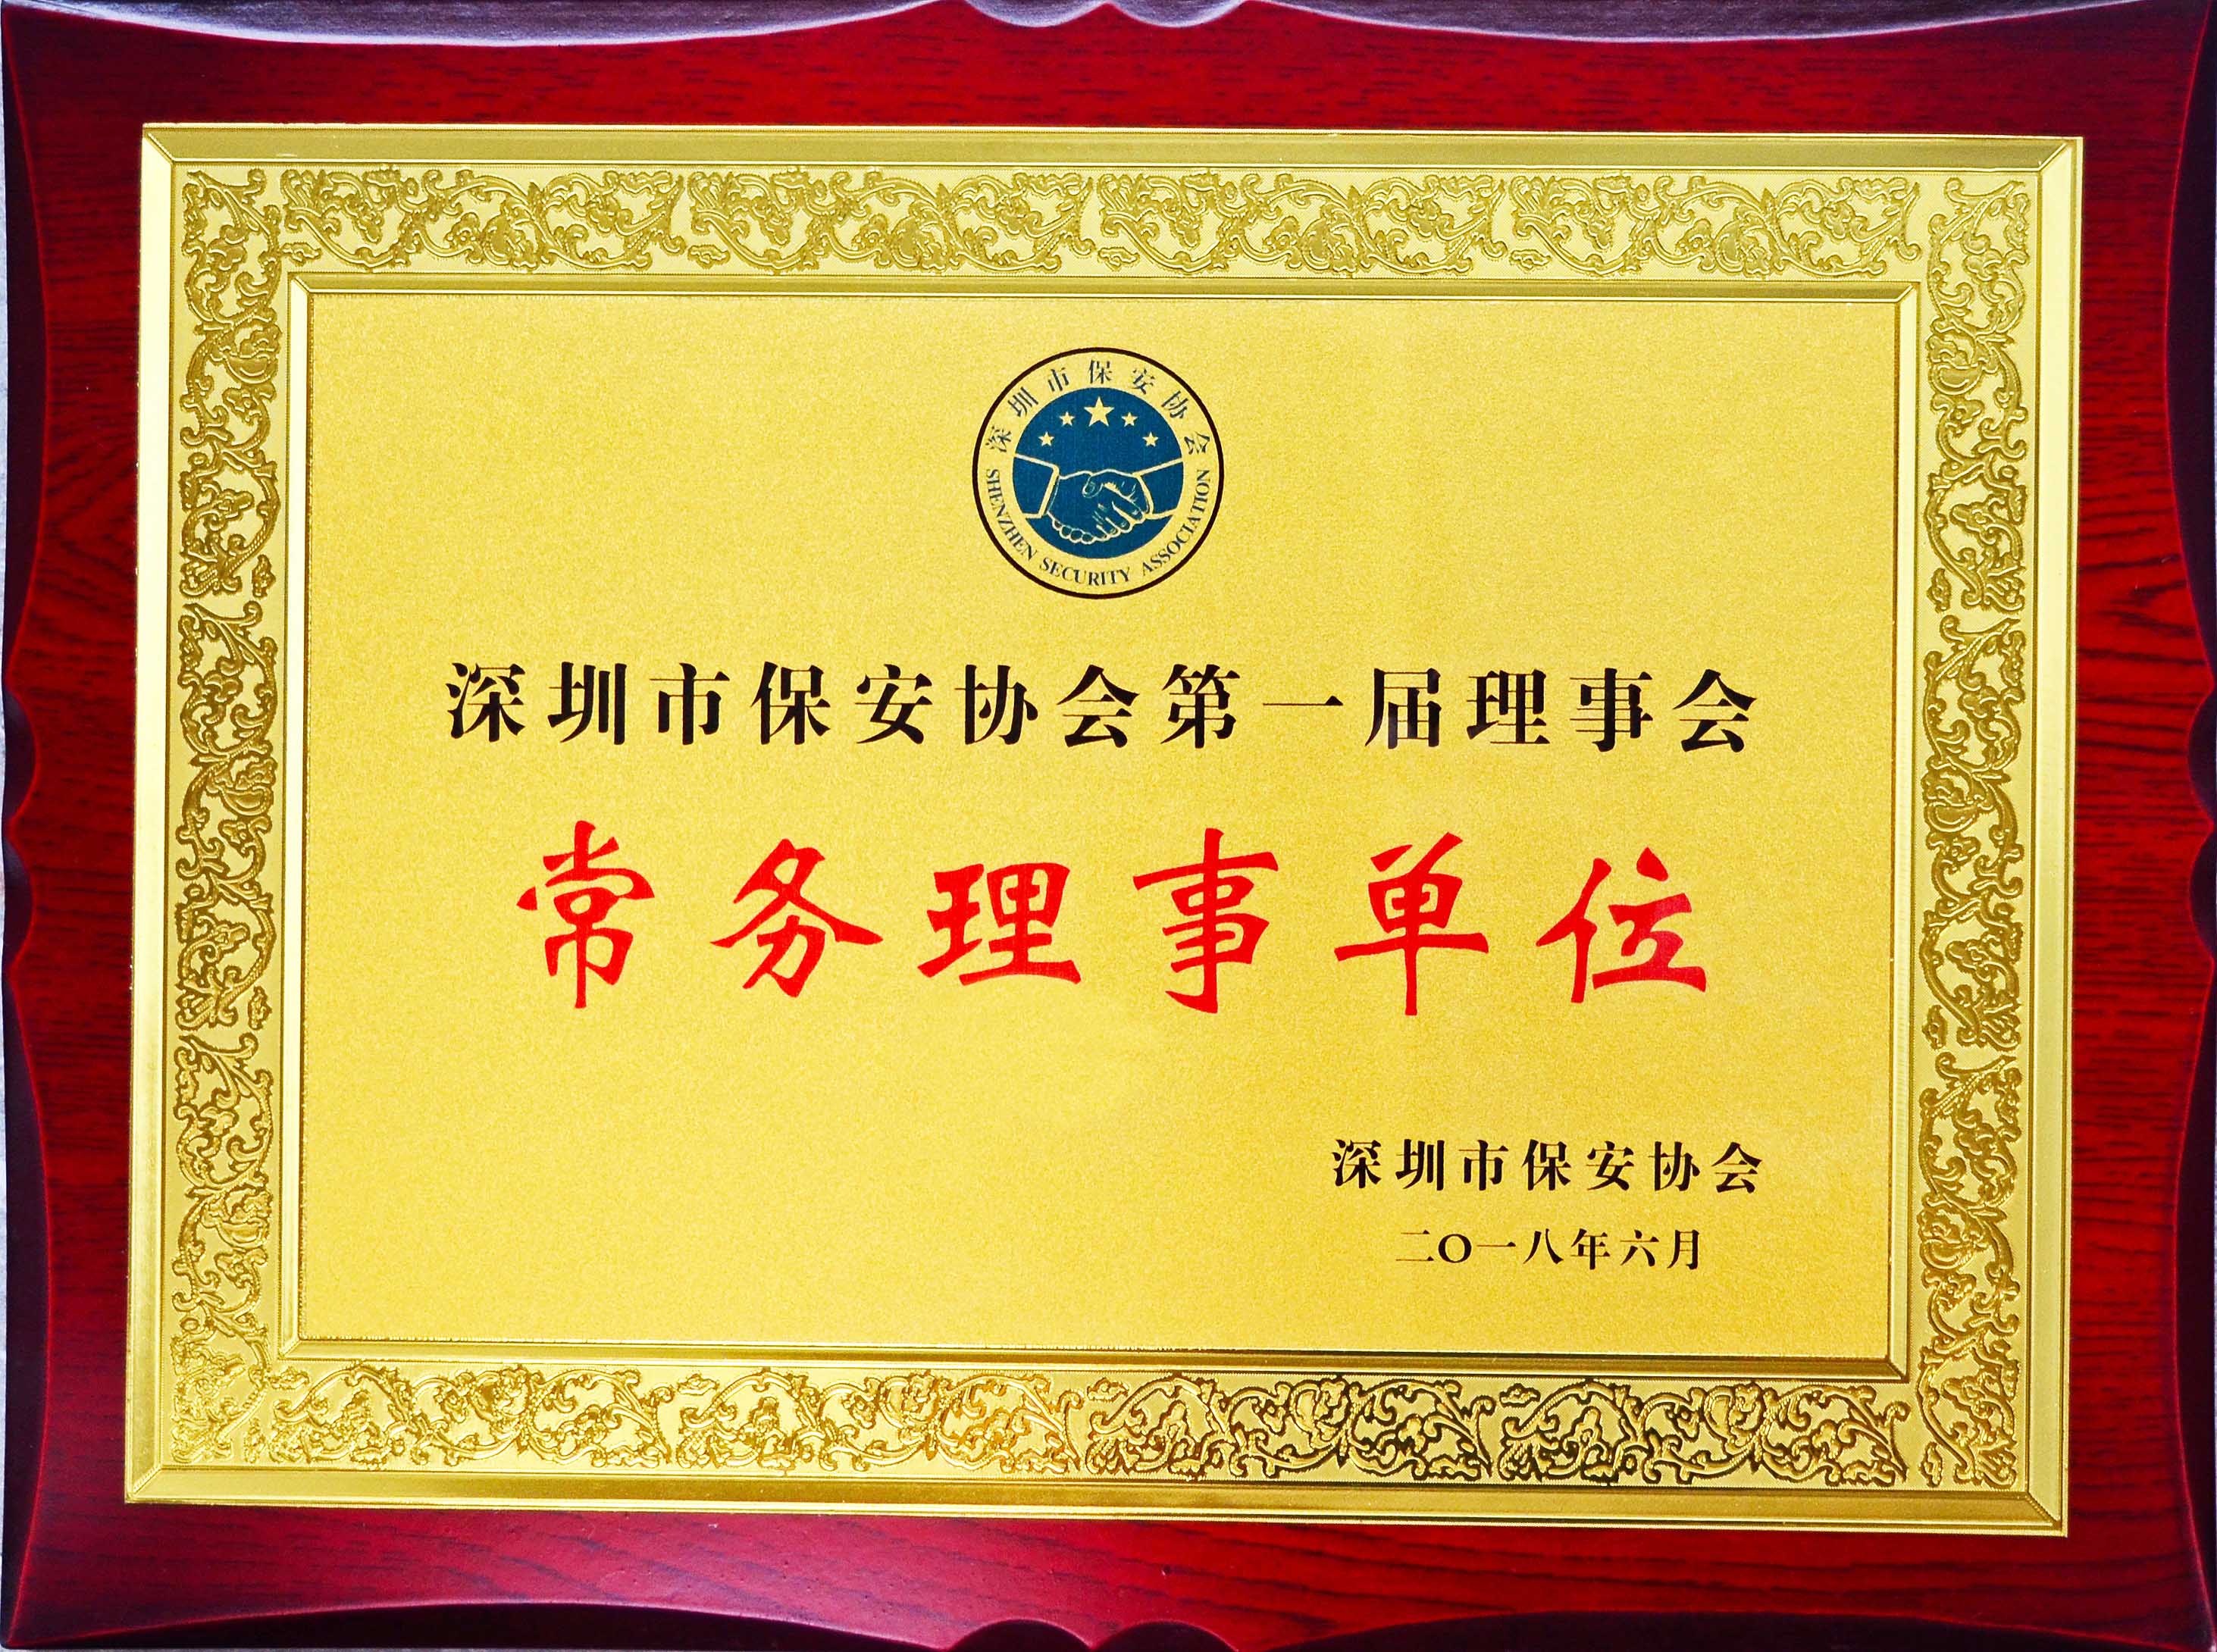 深圳市保安协会
SHENZHEN SECURITY ASSOCIATION
深圳市保安协会第一届理事会
常务理事单位
深圳市保安协会
二〇一八年六月